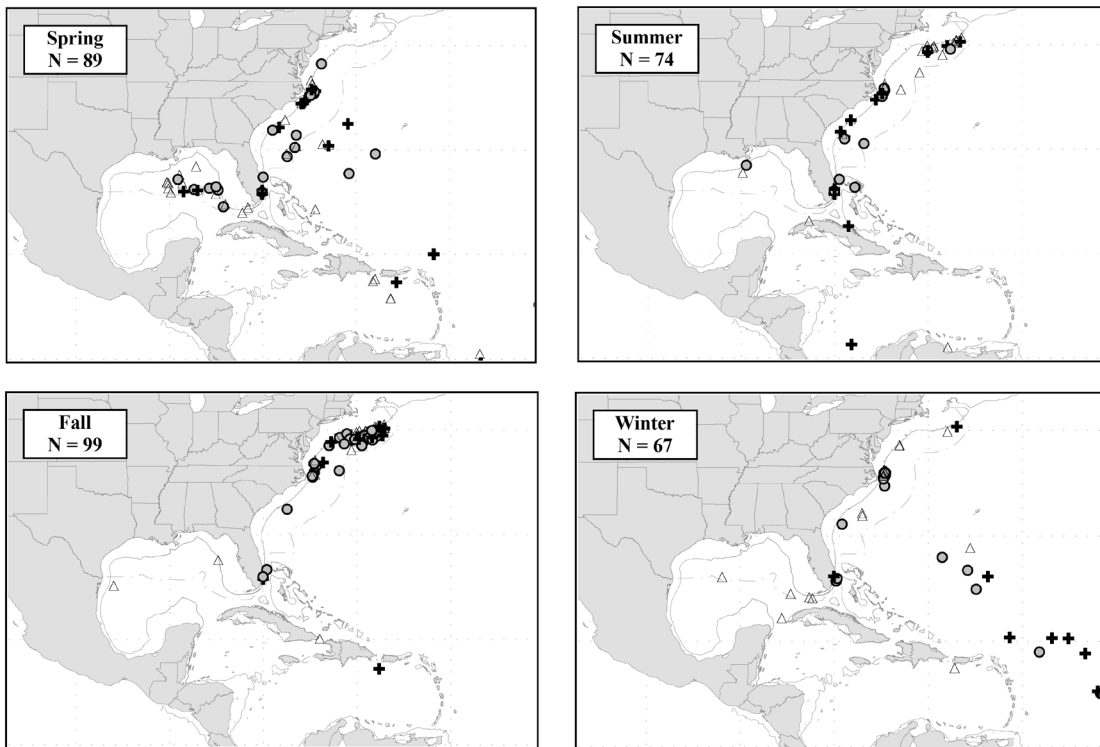 Spring
N = 89
Summer
N = 74
Fall
N = 99
Winter
N = 67